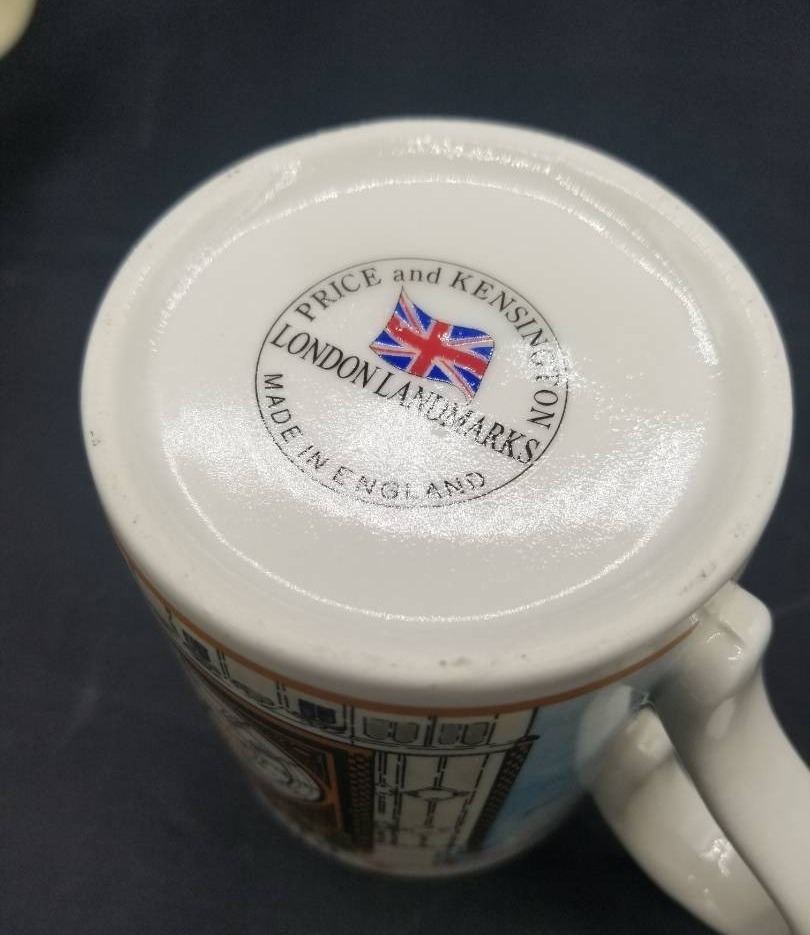 PRICE and KENSINGTON
LONDON LANDMARKS
MADE IN ENGLAND